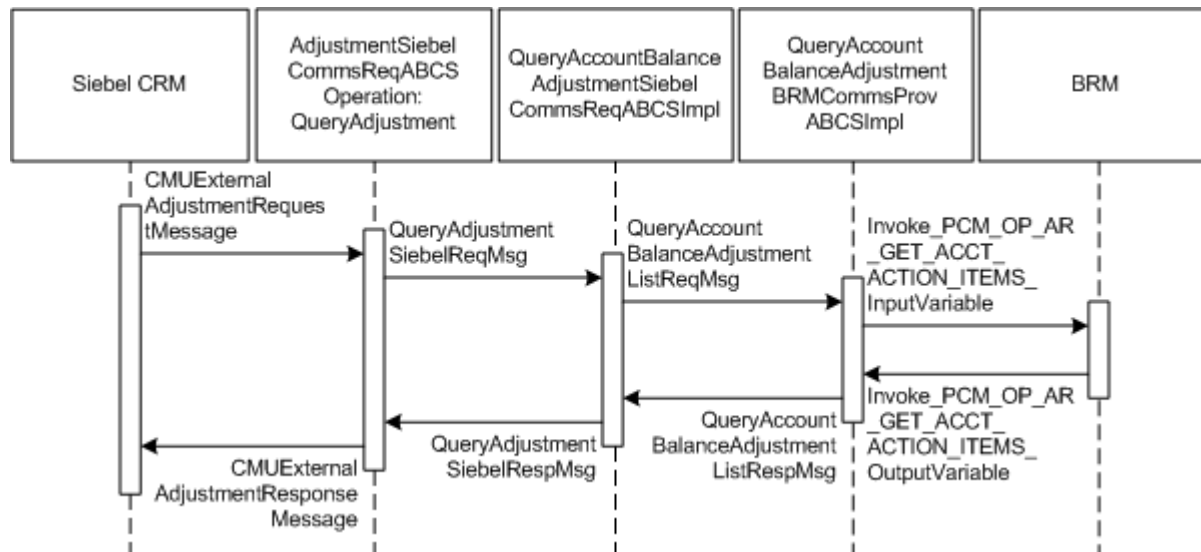 Siebel CRM
AdjustmentSiebel
CommsReqABCS
Operation:
QueryAdjustment
QueryAccountBalance
AdjustmentSiebel
CommsReqABCSImpl
QueryAccount
BalanceAdjustment
BRMCommsProv
ABCSImpl
BRM
CMUExternal
AdjustmentReques
tMessage
QueryAdjustment
SiebelReqMsg
QueryAccount
BalanceAdjustment
ListReqMsg
Invoke_PCM_OP_AR
_GET_ACCT_
ACTION_ITEMS_
InputVariable
Invoke_PCM_OP_AR
_GET_ACCT_
ACTION_ITEMS_
OutputVariable
QueryAccount
BalanceAdjustment
ListRespMsg
QueryAdjustment
SiebelRespMsg
CMUExternal
AdjustmentResponse
Message